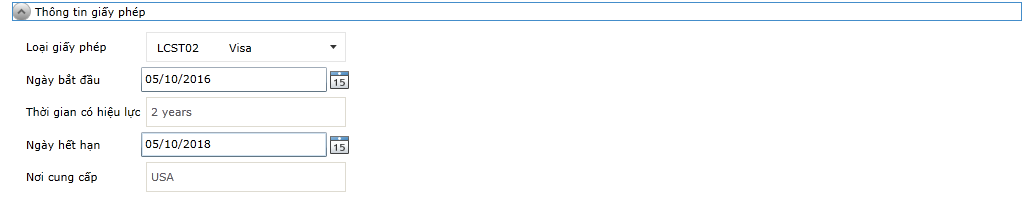 Thông tin giấy phép
Loại giấy phép LCST02 Visa
Ngày bắt đầu 05/10/2016 15
Thời gian có hiệu lực 2 years
Ngày hết hạn 05/10/2018 15
Nơi cung cấp USA